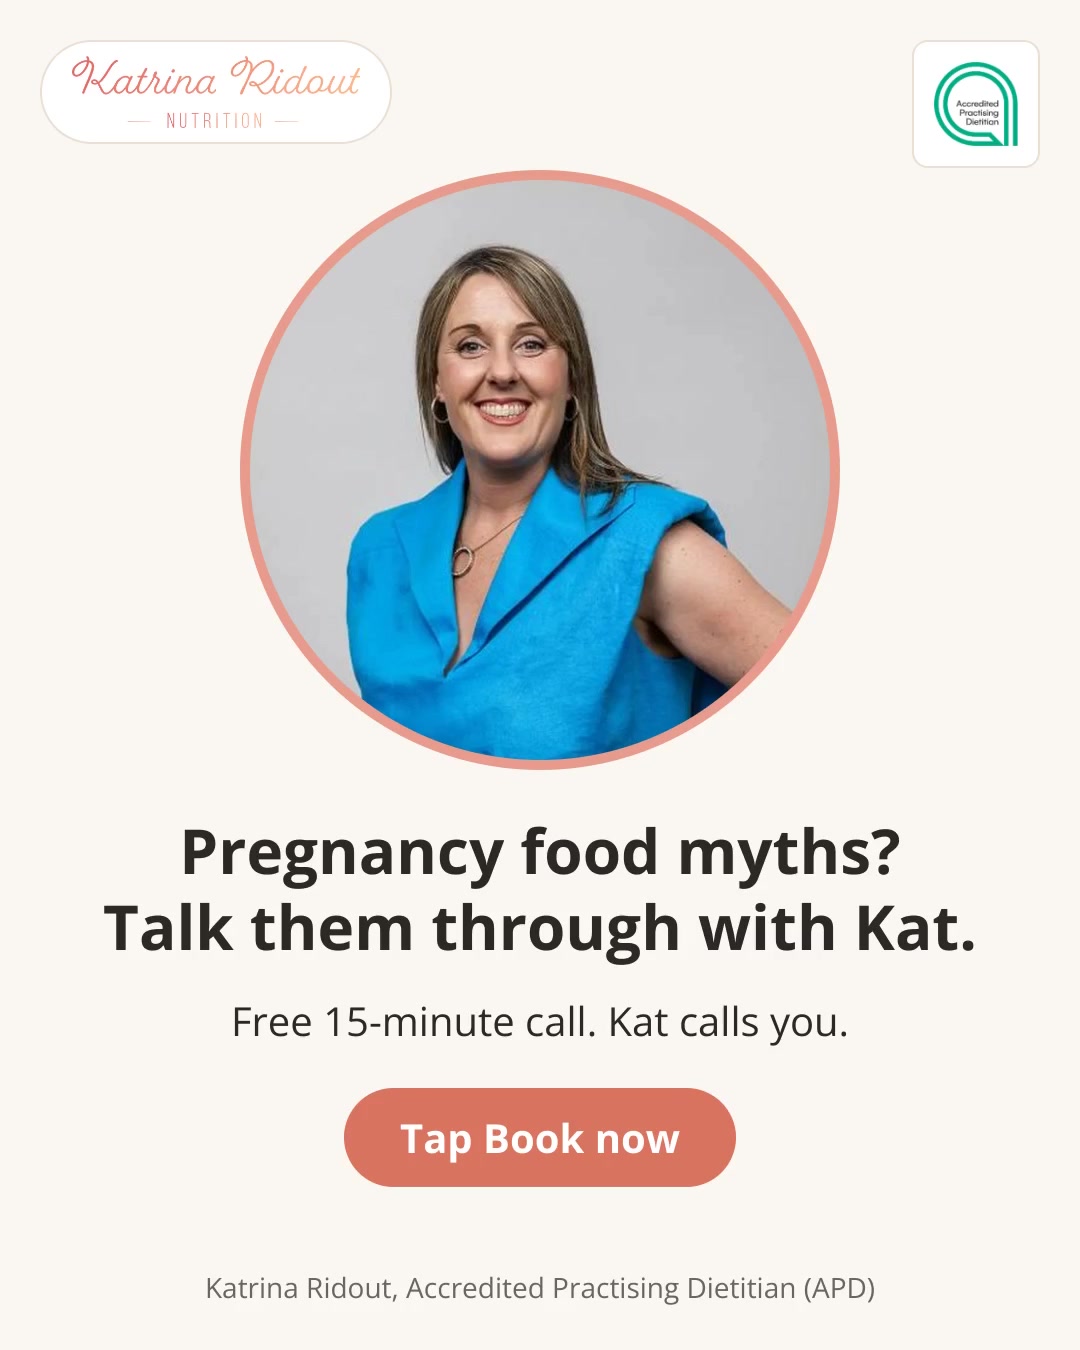 Katrina Ridout
NUTRITION
Accredited
Practising
Dietitian
Pregnancy food myths?
Talk them through with Kat.
Free 15-minute call. Kat calls you.
Tap Book now
Katrina Ridout, Accredited Practising Dietitian (APD)